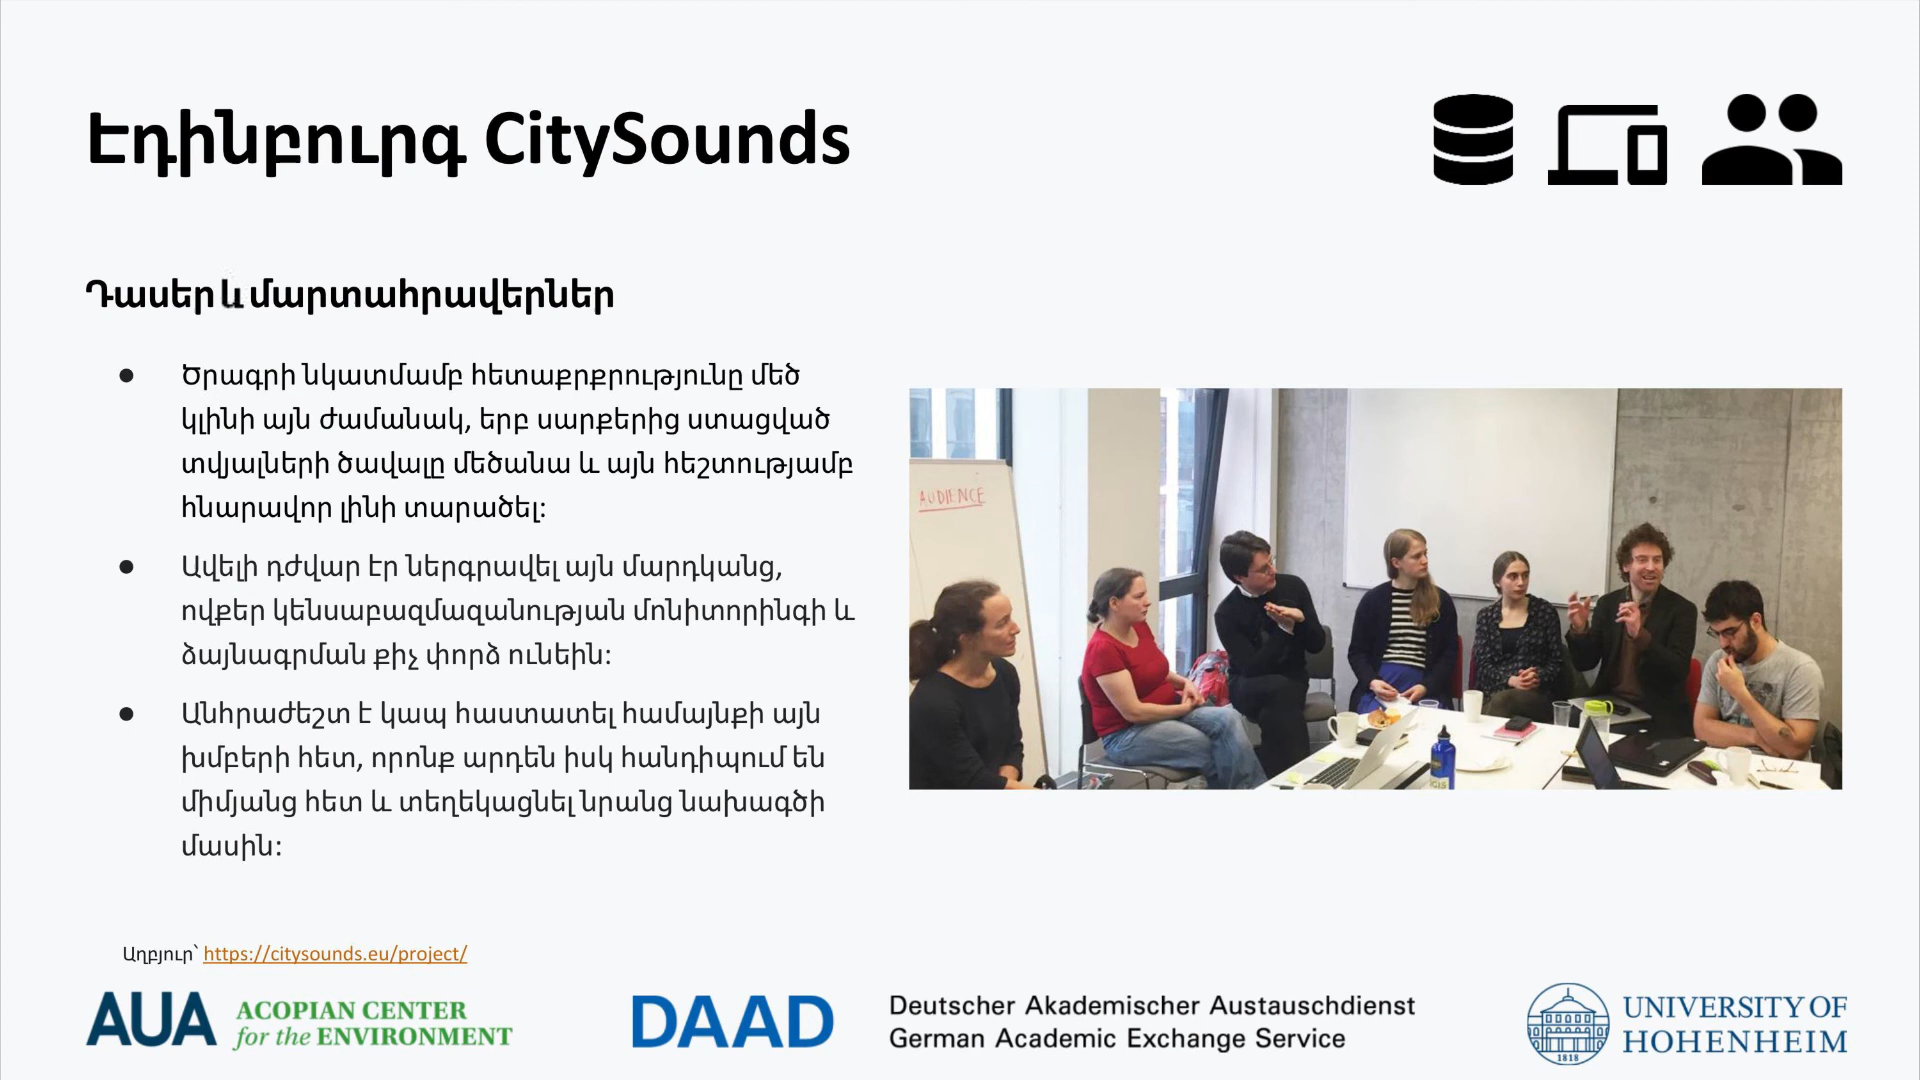 Էդինբուրգ CitySounds
Դասեր և մարտահրավերներ
● Ծրագրի նկատմամբ հետաքրքրությունը մեծ
կլինի այն ժամանակ, երբ սարքերից ստացված
տվյալների ծավալը մեծանա և այն հեշտությամբ
հնարավոր լինի տարածել:
● Ավելի դժվար էր ներգրավել այն մարդկանց,
ովքեր կենսաբազմազանության մոնիտորինգի և
ձայնագրման քիչ փորձ ունեին:
● Անհրաժեշտ է կապ հաստատել համայնքի այն
խմբերի հետ, որոնք արդեն իսկ հանդիպում են
միմյանց հետ և տեղեկացնել նրանց նախագծի
մասին:
AUDIENCE
Աղբյուր՝ https://citysounds.eu/project/
AUA ACOPIAN CENTER
for the ENVIRONMENT
DAAD
Deutscher Akademischer Austauschdienst
German Academic Exchange Service
1818
UNIVERSITY OF
HOHENHEIM